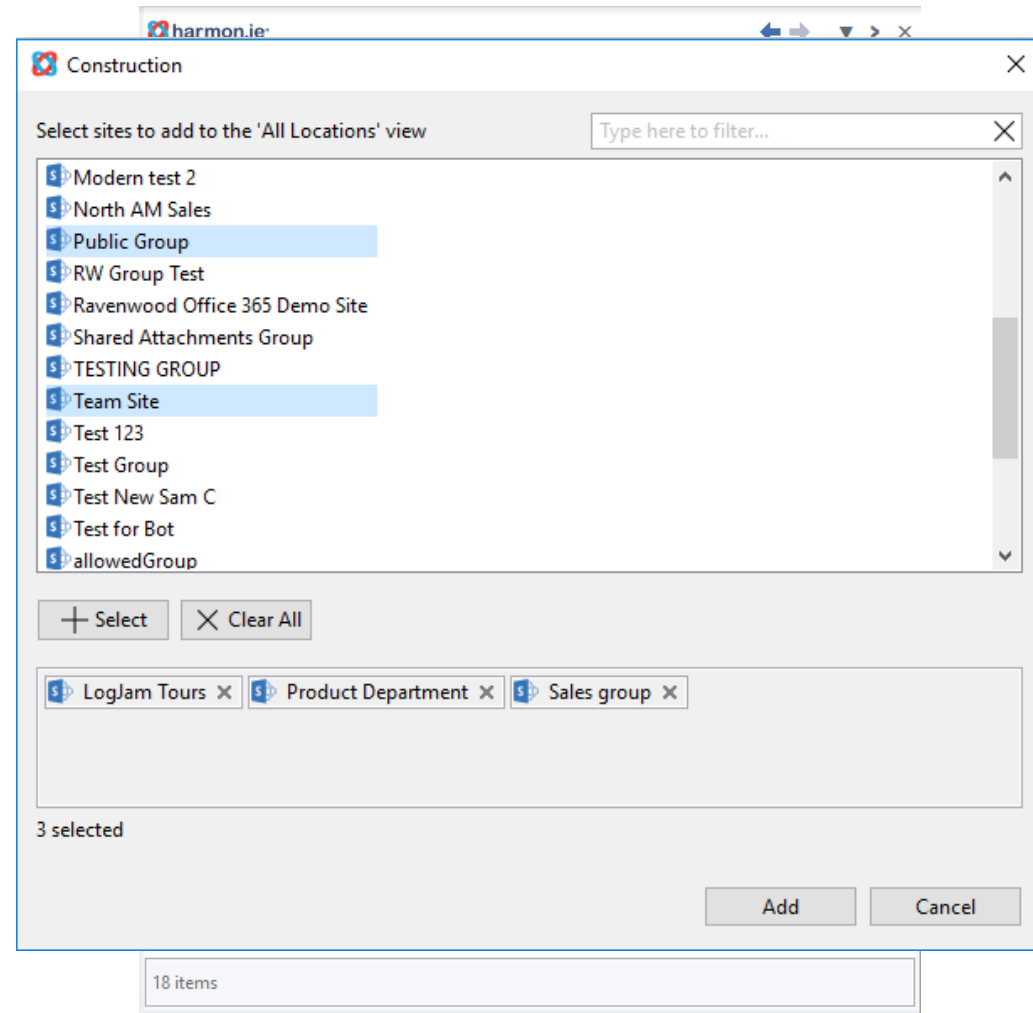 harmon.ie
Construction
Select sites to add to the 'All Locations' view
Type here to filter...
Modern test 2
North AM Sales
Public Group
RW Group Test
Ravenwood Office 365 Demo Site
Shared Attachments Group
TESTING GROUP
Team Site
Test 123
Test Group
Test New Sam C
Test for Bot
allowedGroup
Select Clear All
LogJam Tours Product Department Sales group
3 selected
Add Cancel
18 items